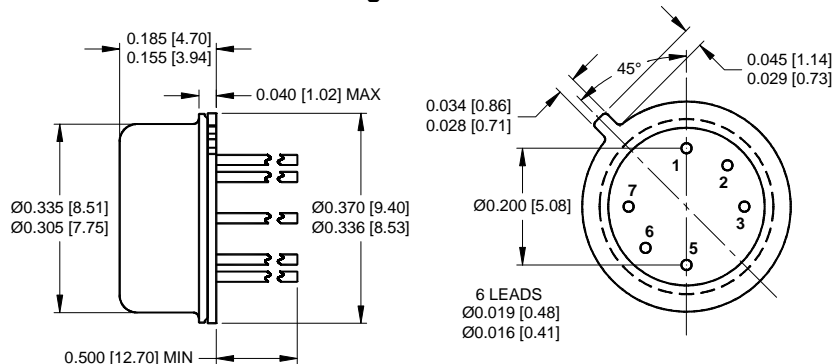 0.185 [4.70]
0.155 [3.94]
0.040 [1.02] MAX
Ø0.335 [8.51]
Ø0.305 [7.75]
Ø0.370 [9.40]
Ø0.336 [8.53]
0.500 [12.70] MIN
45°
0.045 [1.14]
0.029 [0.73]
0.034 [0.86]
0.028 [0.71]
Ø0.200 [5.08]
1
2
3
5
6
7
6 LEADS
Ø0.019 [0.48]
Ø0.016 [0.41]